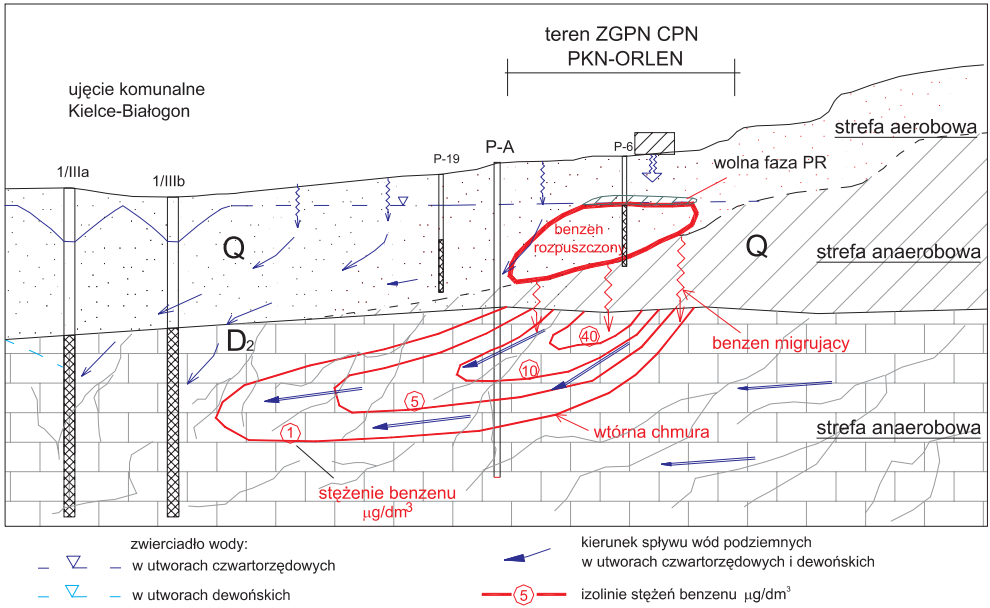 teren ZGPN CPN
PKN-ORLEN
ujęcie komunalne
Kielce-Białogon
strefa aerobowa
P-A
P-6
P-19
wolna faza PR
1/IIIa
1/IIIb
benzen
rozpuszczony
Q
Q
strefa anaerobowa
D2
40
benzen migrujący
10
5
1
wtórna chmura
strefa anaerobowa
stężenie benzenu
µg/dm3
zwierciadło wody:
w utworach czwartorzędowych
w utworach dewońskich
kierunek spływu wód podziemnych
w utworach czwartorzędowych i dewońskich
5
izolinie stężeń benzenu µg/dm3